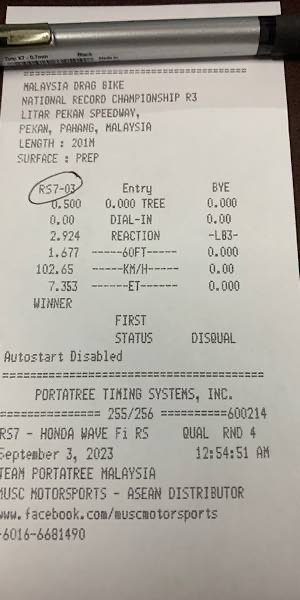 0.7mm Black
==============================
MALAYSIA DRAG BIKE
NATIONAL RECORD CHAMPIONSHIP R3
LITAR PEKAN SPEEDWAY,
PEKAN, PAHANG, MALAYSIA
LENGTH : 201M
SURFACE : PREP
RS7-03 Entry BYE
0.500 0.000 TREE 0.000
0.00 DIAL-IN 0.00
2.924 REACTION -LB3-
1.677 -----60FT----- 0.000
102.65 -----KM/H----- 0.00
7.353 ------ET------ 0.000
WINNER
FIRST
STATUS DISQUAL
Autostart Disabled
========================================
PORTATREE TIMING SYSTEMS, INC.
================ 255/256 ==========600214
RS7 - HONDA WAVE Fi RS QUAL RND 4
September 3, 2023 12:54:51 AM
TEAM PORTATREE MALAYSIA
MUSC MOTORSPORTS - ASEAN DISTRIBUTOR
www.facebook.com/muscmotorsports
-6016-6681490